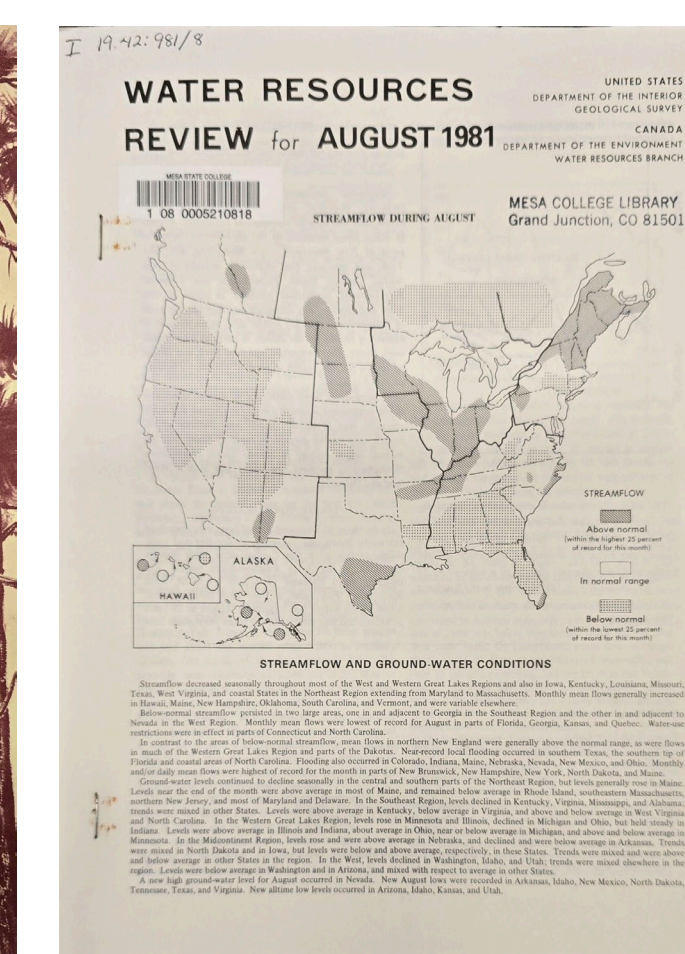 I 19.42:981/8
WATER RESOURCES
REVIEW for AUGUST 1981
UNITED STATES
DEPARTMENT OF THE INTERIOR
GEOLOGICAL SURVEY
CANADA
DEPARTMENT OF THE ENVIRONMENT
WATER RESOURCES BRANCH
MESA STATE COLLEGE
1 08 0005210818
MESA COLLEGE LIBRARY
Grand Junction, CO 81501
STREAMFLOW DURING AUGUST
STREAMFLOW
Above normal
(within the highest 25 percent
of record for this month)
In normal range
Below normal
(within the lowest 25 percent
of record for this month)
ALASKA
HAWAII
STREAMFLOW AND GROUND-WATER CONDITIONS
Streamflow decreased seasonally throughout most of the West and Western Great Lakes Regions and also in Iowa, Kentucky, Louisiana, Missouri,
Texas, West Virginia, and coastal States in the Northeast Region extending from Maryland to Massachusetts. Monthly mean flows generally increased
in Hawaii, Maine, New Hampshire, Oklahoma, South Carolina, and Vermont, and were variable elsewhere.
Below-normal streamflow persisted in two large areas, one in and adjacent to Georgia in the Southeast Region and the other in and adjacent to
Nevada in the West Region. Monthly mean flows were lowest of record for August in parts of Florida, Georgia, Kansas, and Quebec. Water-use
restrictions were in effect in parts of Connecticut and North Carolina.
In contrast to the areas of below-normal streamflow, mean flows in northern New England were generally above the normal range, as were flows
in much of the Western Great Lakes Region and parts of the Dakotas. Near-record local flooding occurred in southern Texas, the southern tip of
Florida and coastal areas of North Carolina. Flooding also occurred in Colorado, Indiana, Maine, Nebraska, Nevada, New Mexico, and Ohio. Monthly
and/or daily mean flows were highest of record for the month in parts of New Brunswick, New Hampshire, New York, North Dakota, and Maine.
Ground-water levels continued to decline seasonally in the central and southern parts of the Northeast Region, but levels generally rose in Maine.
Levels near the end of the month were above average in most of Maine, and remained below average in Rhode Island, southeastern Massachusetts,
northern New Jersey, and most of Maryland and Delaware. In the Southeast Region, levels declined in Kentucky, Virginia, Mississippi, and Alabama;
trends were mixed in other States. Levels were above average in Kentucky, below average in Virginia, and above and below average in West Virginia
and North Carolina. In the Western Great Lakes Region, levels rose in Minnesota and Illinois, declined in Michigan and Ohio, but held steady in
Indiana. Levels were above average in Illinois and Indiana, about average in Ohio, near or below average in Michigan, and above and below average in
Minnesota. In the Midcontinent Region, levels rose and were above average in Nebraska, and declined and were below average in Arkansas. Trends
were mixed in North Dakota and in Iowa, but levels were below and above average, respectively, in these States. Trends were mixed and were above
and below average in other States in the region. In the West, levels declined in Washington, Idaho, and Utah; trends were mixed elsewhere in the
region. Levels were below average in Washington and in Arizona, and mixed with respect to average in other States.
A new high ground-water level for August occurred in Nevada. New August lows were recorded in Arkansas, Idaho, New Mexico, North Dakota,
Tennessee, Texas, and Virginia. New alltime low levels occurred in Arizona, Idaho, Kansas, and Utah.